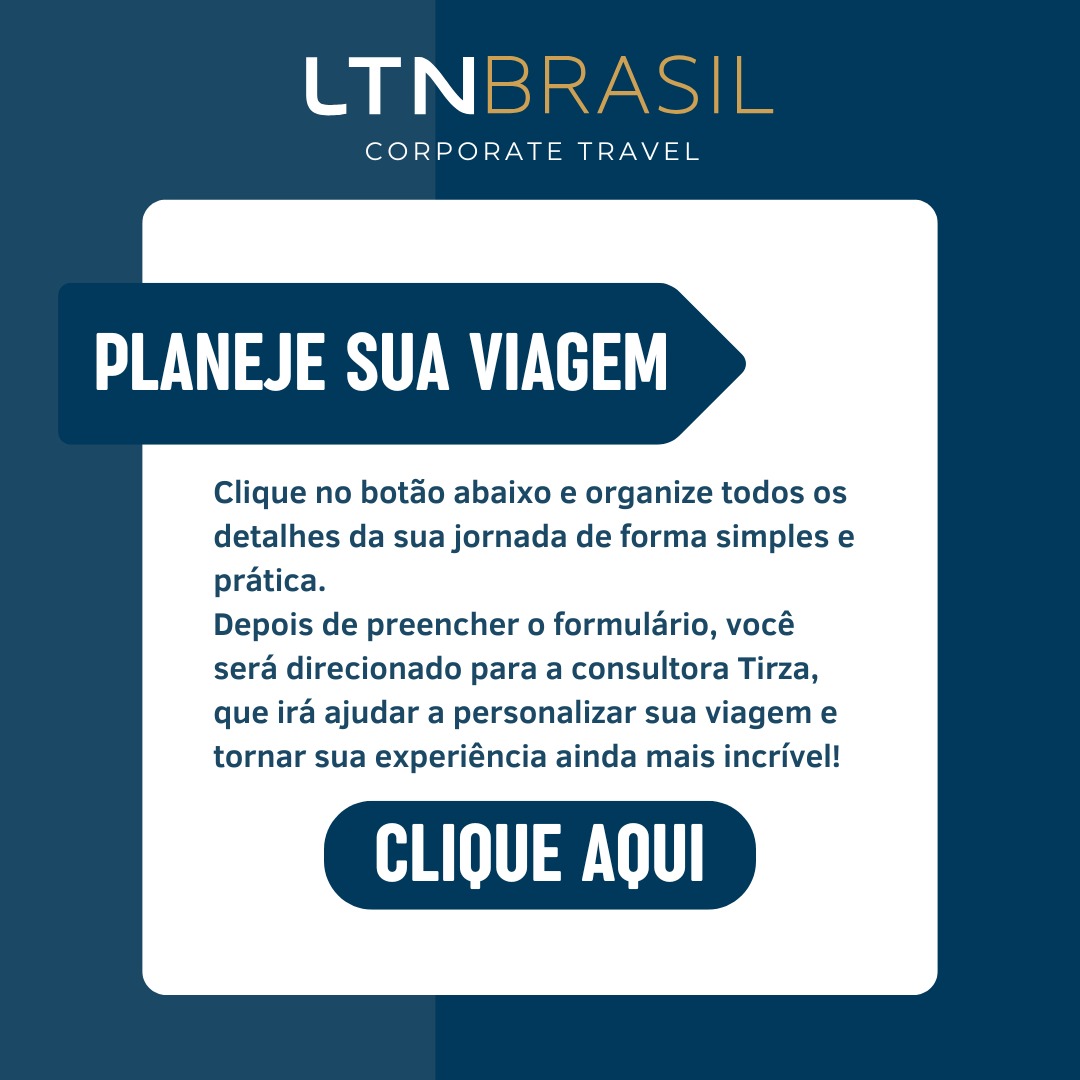 LTNBRASIL
CORPORATE TRAVEL
PLANEJE SUA VIAGEM
Clique no botão abaixo e organize todos os
detalhes da sua jornada de forma simples e
prática.
Depois de preencher o formulário, você
será direcionado para a consultora Tirza,
que irá ajudar a personalizar sua viagem e
tornar sua experiência ainda mais incrível!
CLIQUE AQUI